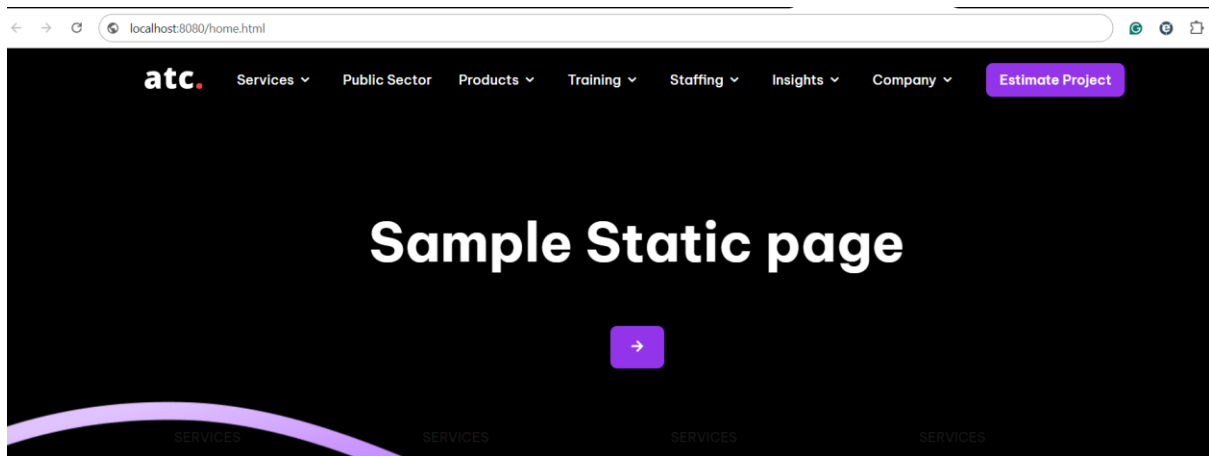 localhost:8080/home.html
atc. Services Public Sector Products Training Staffing Insights Company Estimate Project
Sample Static page
SERVICES SERVICES SERVICES SERVICES